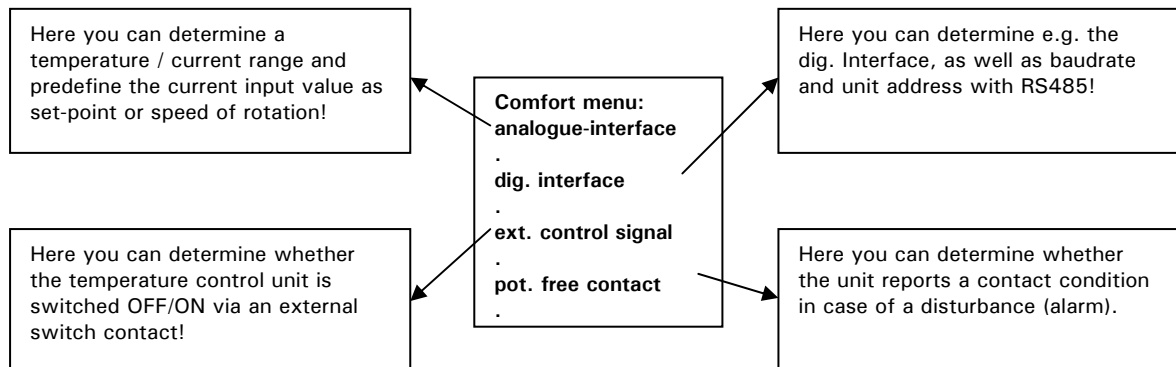 Here you can determine a
temperature / current range and
predefine the current input value as
set-point or speed of rotation!
Here you can determine e.g. the
dig. Interface, as well as baudrate
and unit address with RS485!
Comfort menu:
analogue-interface
.
dig. interface
.
ext. control signal
.
pot. free contact
.
Here you can determine whether
the temperature control unit is
switched OFF/ON via an external
switch contact!
Here you can determine whether
the unit reports a contact condition
in case of a disturbance (alarm).